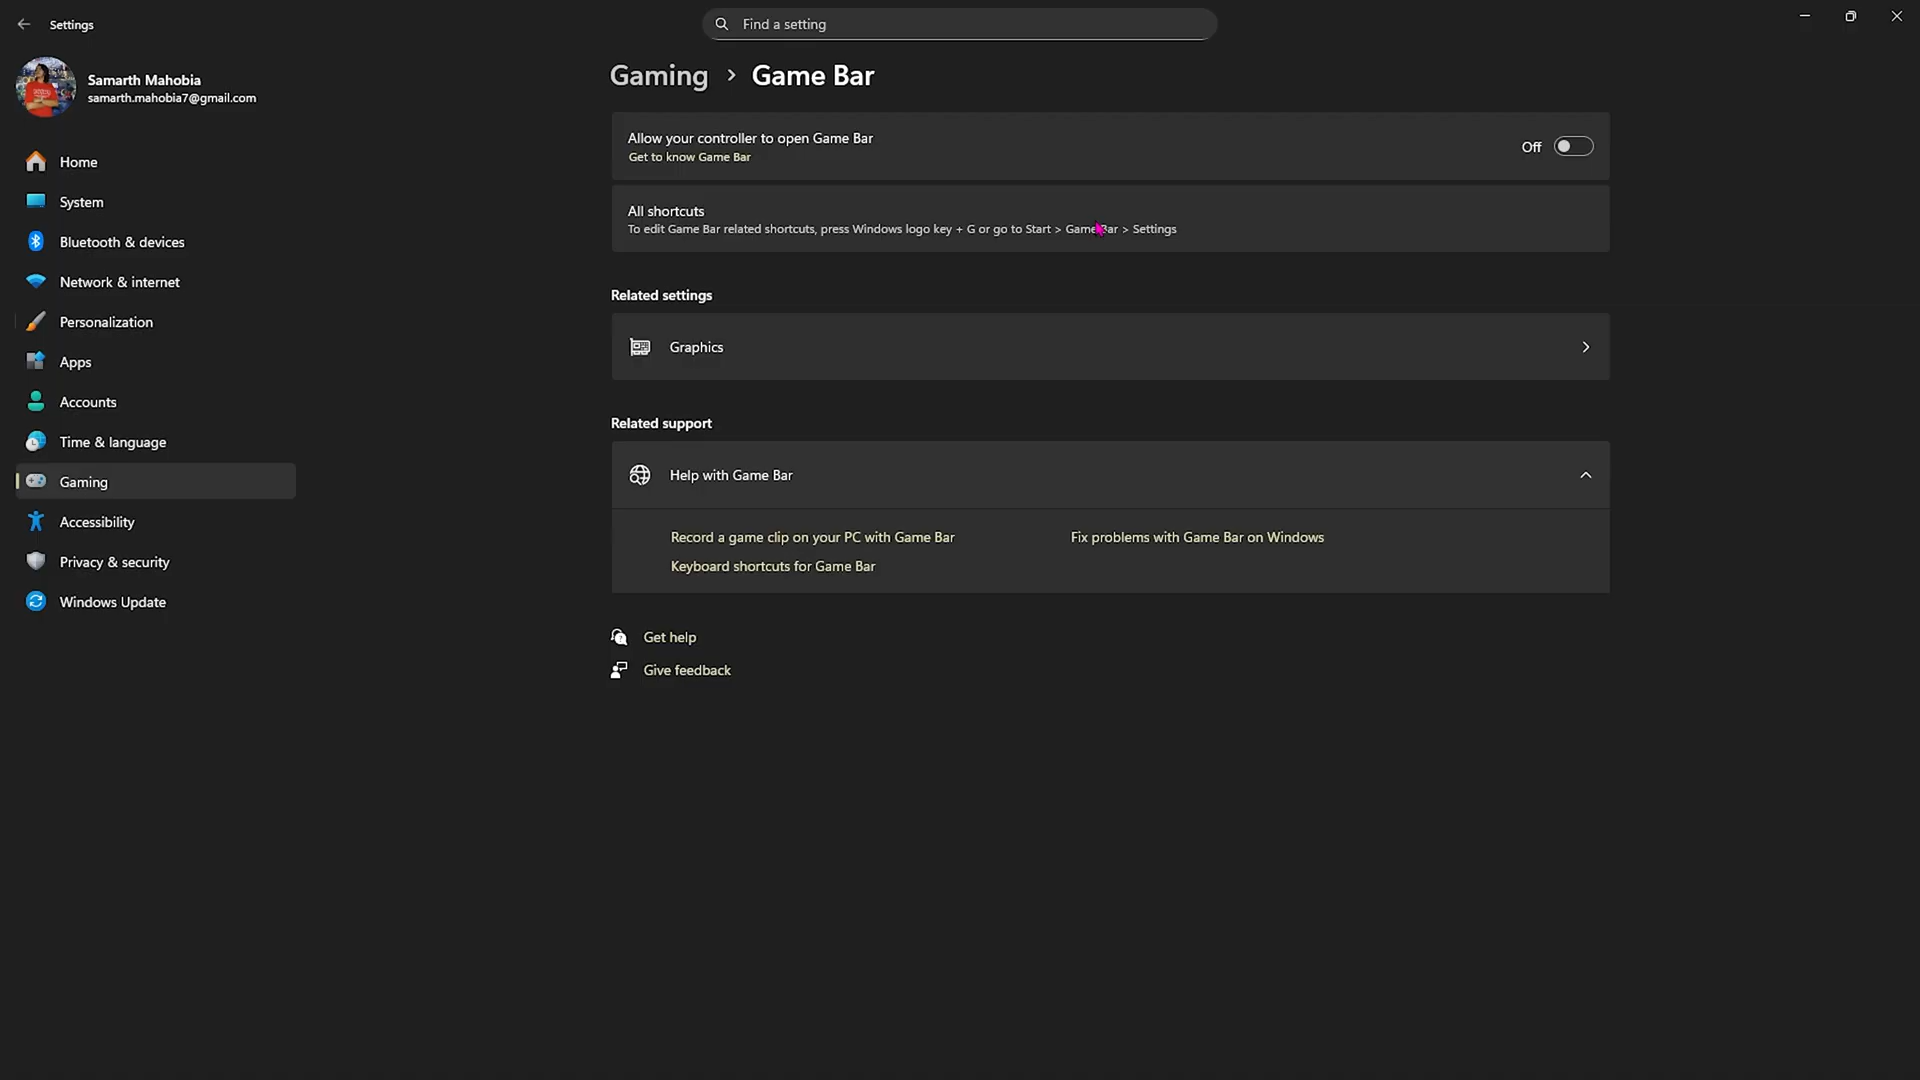 Settings
Find a setting
Samarth Mahobia
samarth.mahobia7@gmail.com
Home
System
Bluetooth & devices
Network & internet
Personalization
Apps
Accounts
Time & language
Gaming
Accessibility
Privacy & security
Windows Update
Gaming > Game Bar
Allow your controller to open Game Bar
Get to know Game Bar
Off
All shortcuts
To edit Game Bar related shortcuts, press Windows logo key + G or go to Start > Game Bar > Settings
Related settings
Graphics
Related support
Help with Game Bar
Record a game clip on your PC with Game Bar
Fix problems with Game Bar on Windows
Keyboard shortcuts for Game Bar
Get help
Give feedback